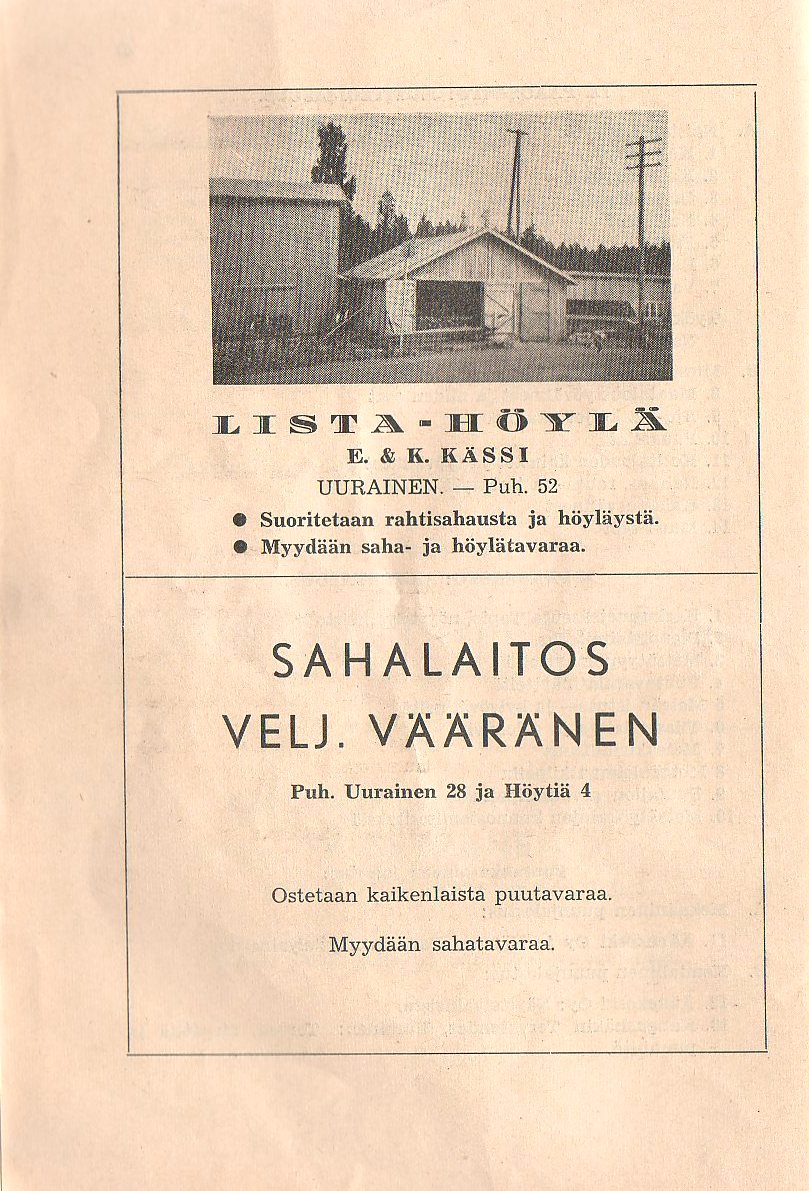 LISTA-HÖYLÄ
E. & K. KÄSSI
UURAINEN. — Puh. 52
● Suoritetaan rahtisahausta ja höyläystä.
● Myydään saha- ja höylätavaraa.
SAHALAITOS
VELJ. VÄÄRÄNEN
Puh. Uurainen 28 ja Höytiä 4
Ostetaan kaikenlaista puutavaraa.
Myydään sahatavaraa.